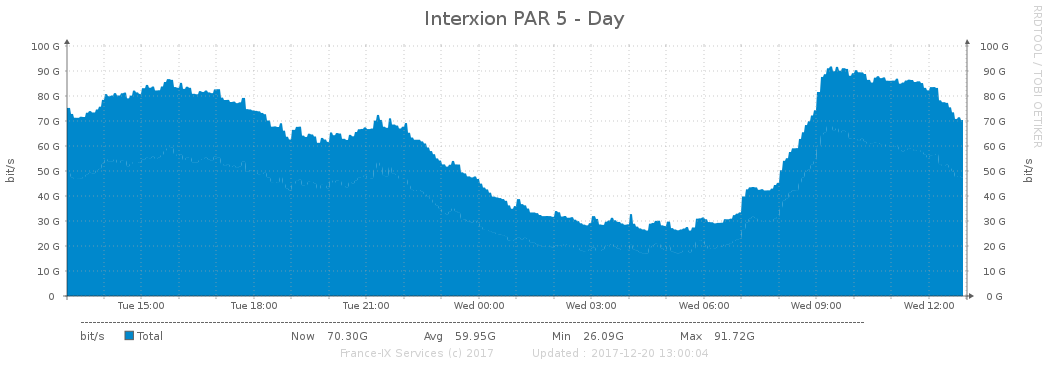 Interxion PAR 5 - Day
RRDTOOL / TOBI OETIKER
100 G 100 G
90 G 90 G
80 G 80 G
70 G 70 G
60 G 60 G
50 G 50 G
40 G 40 G
30 G 30 G
20 G 20 G
10 G 10 G
0 0 G
bit/s bit/s
Tue 15:00 Tue 18:00 Tue 21:00 Wed 00:00 Wed 03:00 Wed 06:00 Wed 09:00 Wed 12:00
bit/s Total Now 70.30G Avg 59.95G Min 26.09G Max 91.72G
France-IX Services (c) 2017 Updated : 2017-12-20 13:00:04